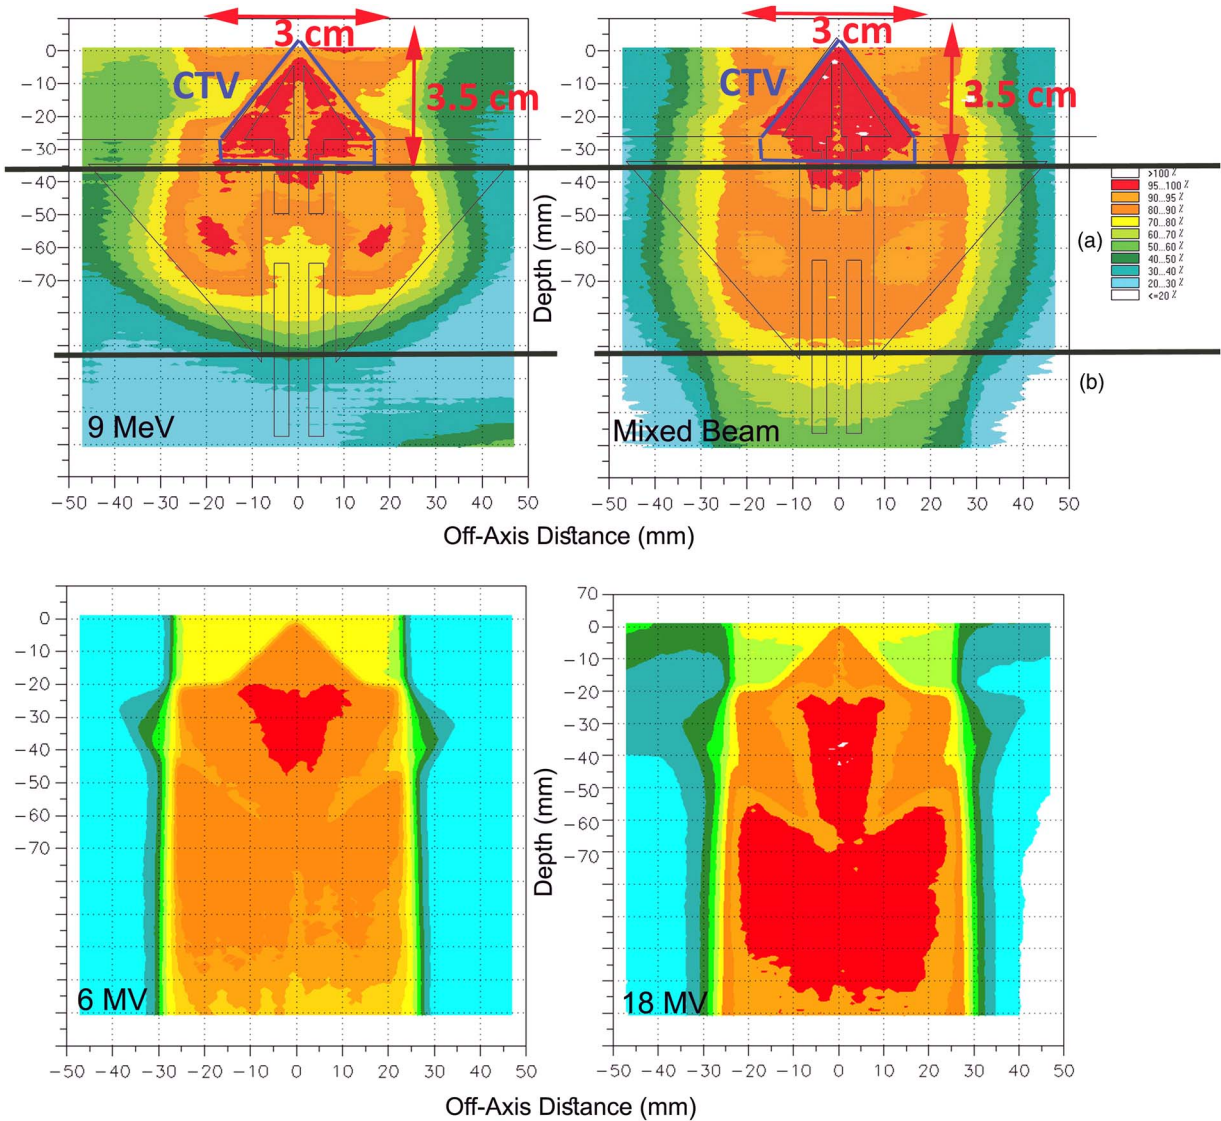 3 cm
3 cm
CTV
CTV
3.5 cm
3.5 cm
0
−10
−20
−30
−40
−50
−60
−70
0
−10
−20
−30
−40
−50
−60
−70
Depth (mm)
>100 %
95...100 %
90...95 %
80...90 %
70...80 %
60...70 %
50...60 %
40...50 %
30...40 %
20...30 %
<=20 %
(a)
(b)
9 MeV
Mixed Beam
−50 −40 −30 −20 −10 0 10 20 30 40 50
−50 −40 −30 −20 −10 0 10 20 30 40 50
Off-Axis Distance (mm)
0
−10
−20
−30
−40
−50
−60
−70
70
0
−10
−20
−30
−40
−50
−60
−70
Depth (mm)
6 MV
18 MV
−50 −40 −30 −20 −10 0 10 20 30 40 50
−50 −40 −30 −20 −10 0 10 20 30 40 50
Off-Axis Distance (mm)